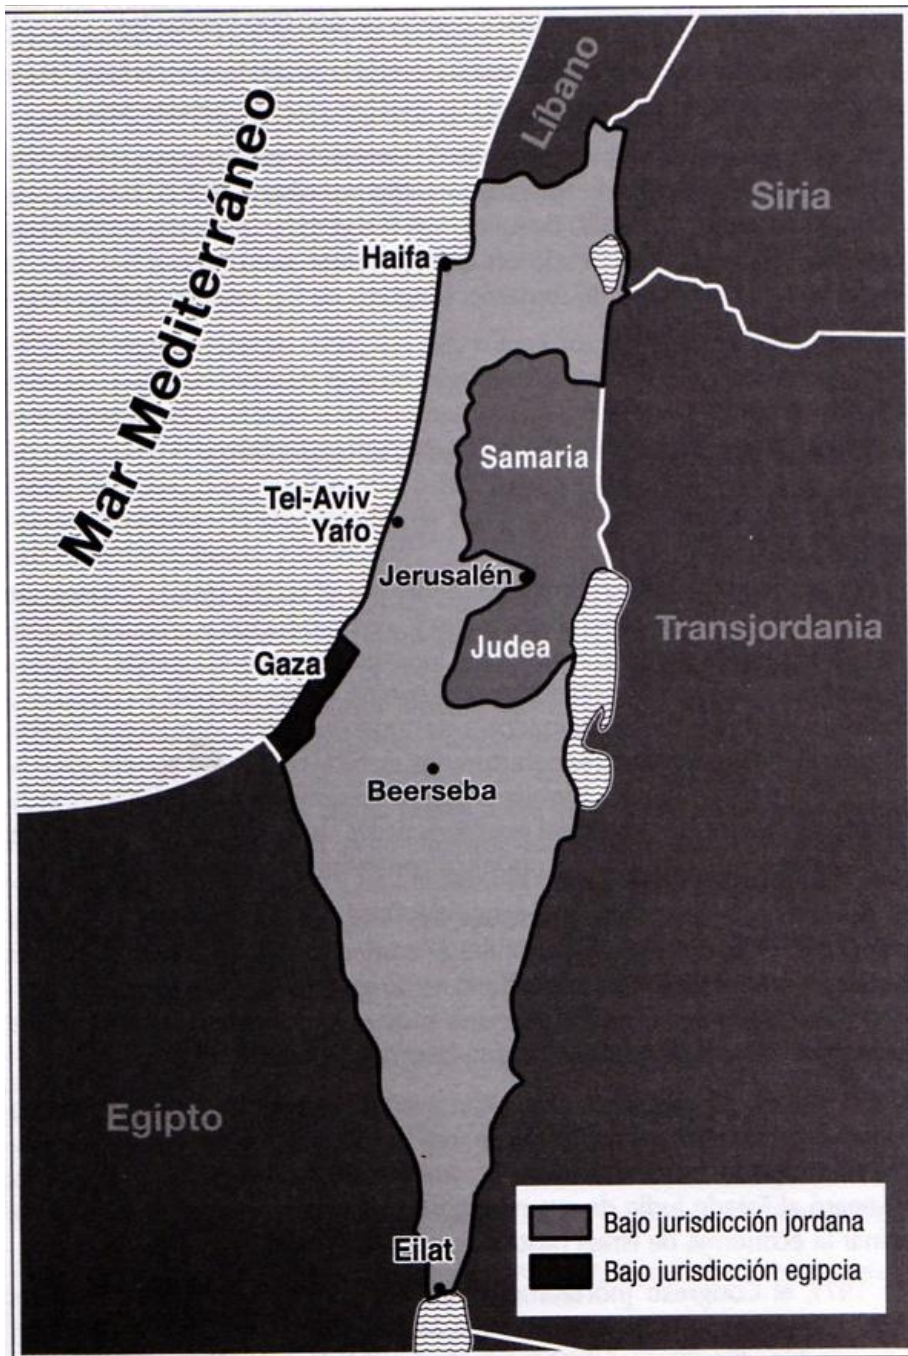 Líbano
Siria
Mar Mediterráneo
Haifa
Samaria
Tel-Aviv
Yafo
Jerusalén
Transjordania
Judea
Gaza
Beerseba
Egipto
Eilat
Bajo jurisdicción jordana
Bajo jurisdicción egipcia